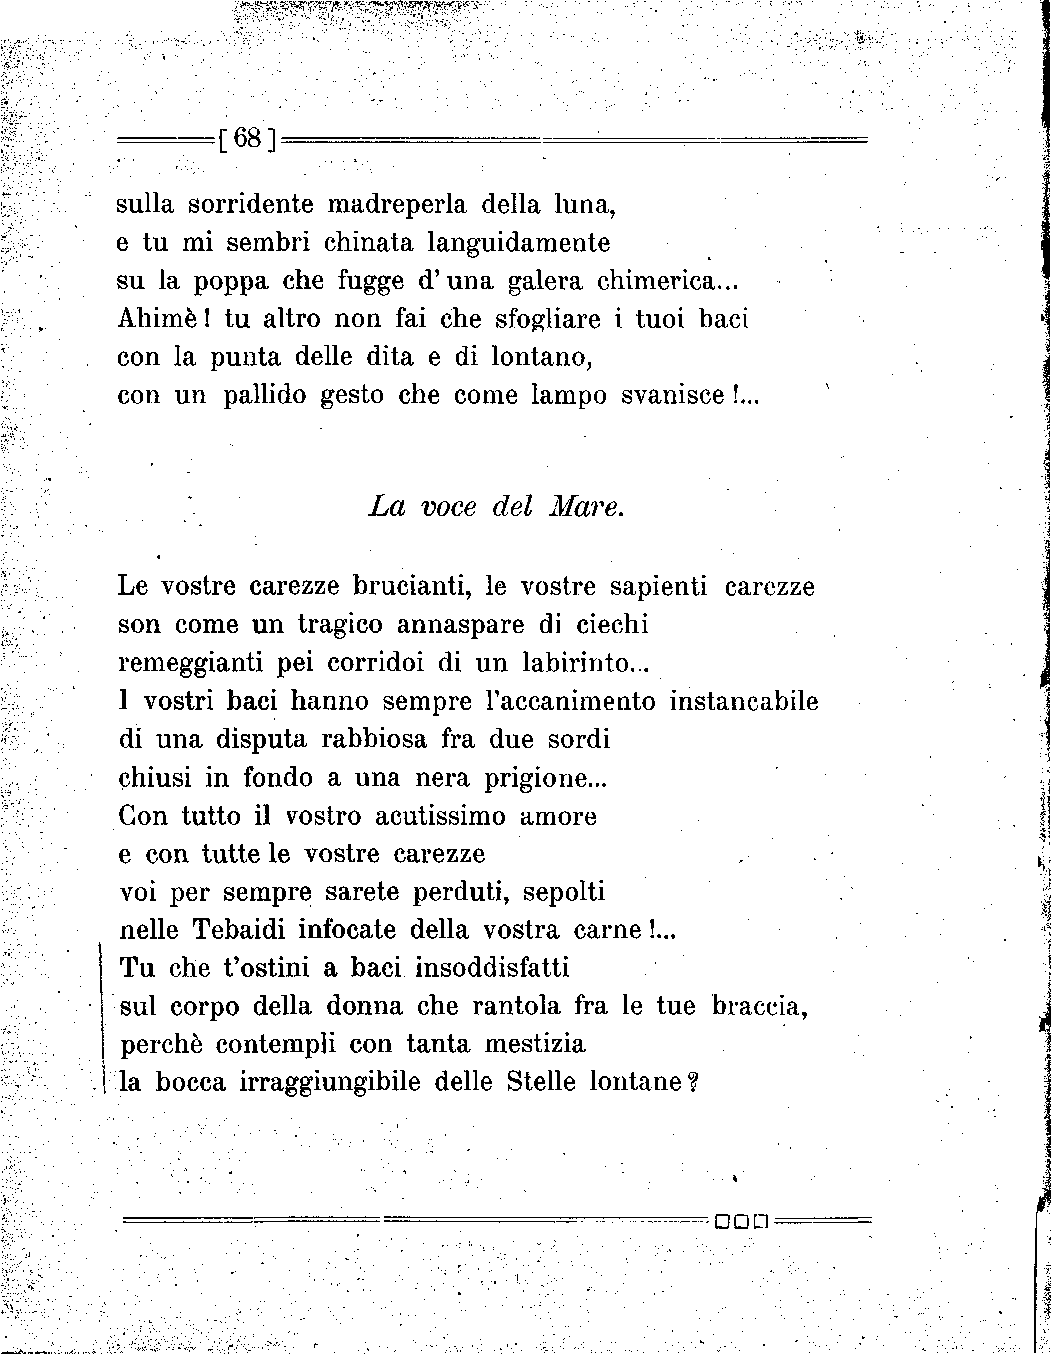 [ 68 ]
sulla sorridente madreperla della luna,
e tu mi sembri chinata languidamente
su la poppa che fugge d' una galera chimerica...
Ahimè ! tu altro non fai che sfogliare i tuoi baci
con la punta delle dita e di lontano,
con un pallido gesto che come lampo svanisce !...
La voce del Mare.
Le vostre carezze brucianti, le vostre sapienti carezze
son come un tragico annaspare di ciechi
remeggianti pei corridoi di un labirinto...
I vostri baci hanno sempre l'accanimento instancabile
di una disputa rabbiosa fra due sordi
chiusi in fondo a una nera prigione...
Con tutto il vostro acutissimo amore
e con tutte le vostre carezze
voi per sempre sarete perduti, sepolti
nelle Tebaidi infocate della vostra carne !...
Tu che t'ostini a baci insoddisfatti
sul corpo della donna che rantola fra le tue braccia,
perchè contempli con tanta mestizia
la bocca irraggiungibile delle Stelle lontane ?